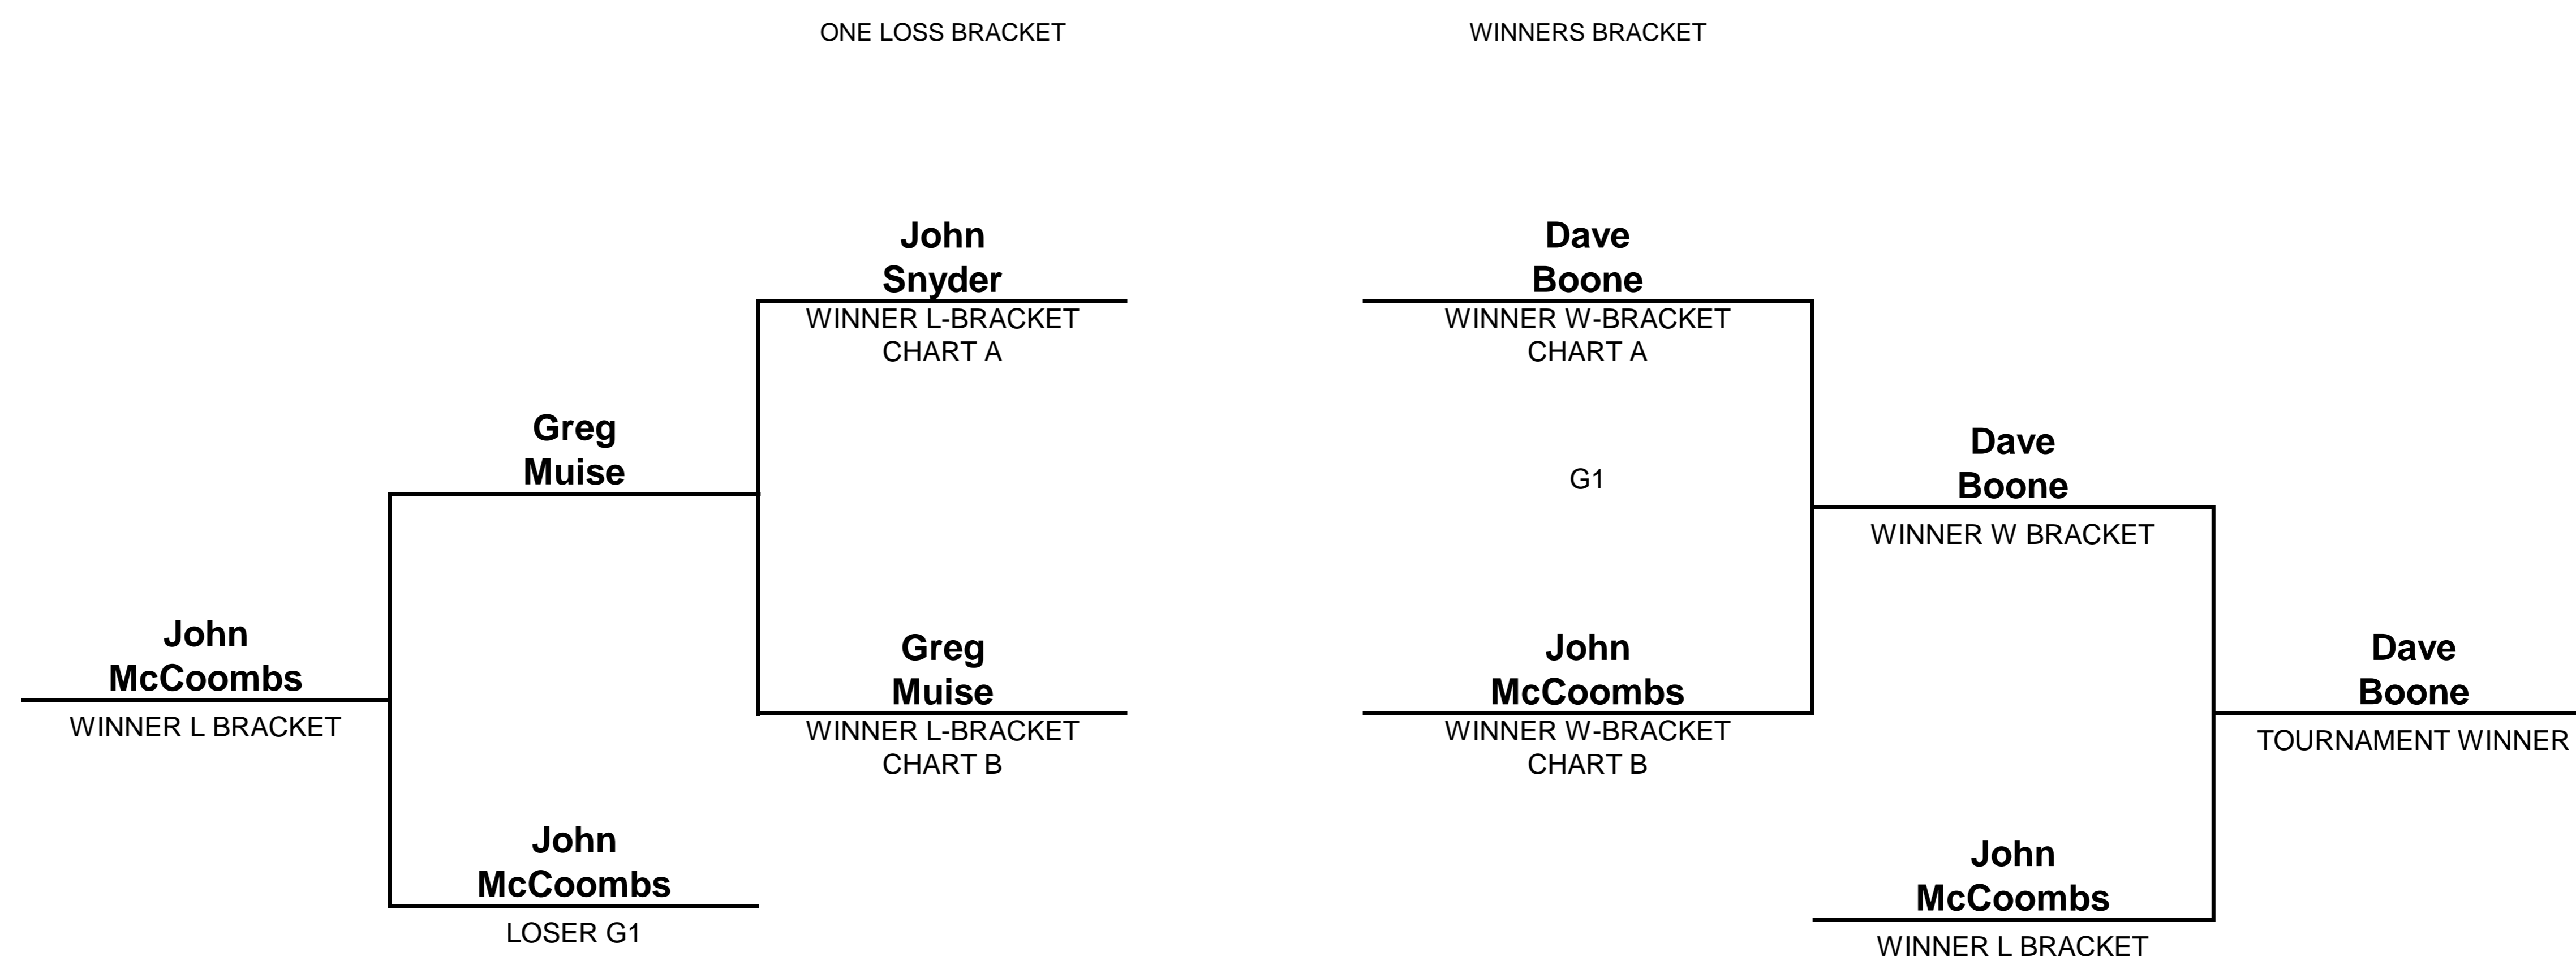 ONE LOSS BRACKET
WINNERS BRACKET
John
Snyder
WINNER L-BRACKET
CHART A
Dave
Boone
WINNER W-BRACKET
CHART A
Greg
Muise
G1
Dave
Boone
WINNER W BRACKET
John
McCoombs
WINNER L BRACKET
Greg
Muise
WINNER L-BRACKET
CHART B
John
McCoombs
WINNER W-BRACKET
CHART B
Dave
Boone
TOURNAMENT WINNER
John
McCoombs
LOSER G1
John
McCoombs
WINNER L BRACKET